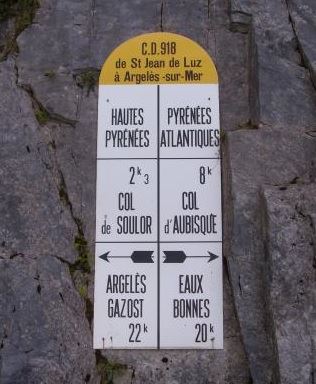 C.D.918
de St Jean de Luz
à Argelès-sur-Mer
HAUTES
PYRÉNÉES
2k3
COL
de SOULOR
ARGELÈS
GAZOST
22k
PYRÉNÉES
ATLANTIQUES
8k
COL
d'AUBISQUE
EAUX
BONNES
20k